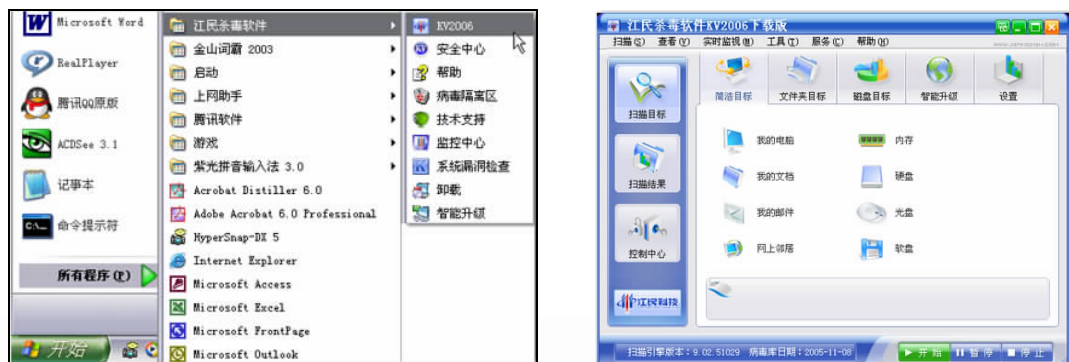 Microsoft Word
RealPlayer
腾讯QQ原版
ACDSee 3.1
记事本
命令提示符
所有程序(P)
开始
江民杀毒软件
金山词霸 2003
启动
上网助手
腾讯软件
游戏
紫光拼音输入法 3.0
Acrobat Distiller 6.0
Adobe Acrobat 6.0 Professional
HyperSnap-DX 5
Internet Explorer
Microsoft Access
Microsoft Excel
Microsoft FrontPage
Microsoft Outlook
KV2006
安全中心
帮助
病毒隔离区
技术支持
监控中心
系统漏洞检查
卸载
智能升级
江民杀毒软件KV2006下载版
扫描(S) 查看(V) 实时监视(M) 工具(T) 服务(C) 帮助(H)
扫描目标
扫描结果
控制中心
江民科技
简洁目标 文件夹目标 磁盘目标 智能升级 设置
我的电脑 内存
我的文档 硬盘
我的邮件 光盘
网上邻居 软盘
扫描引擎版本：9.02.51029 病毒库日期：2005-11-08
开始 暂停 停止